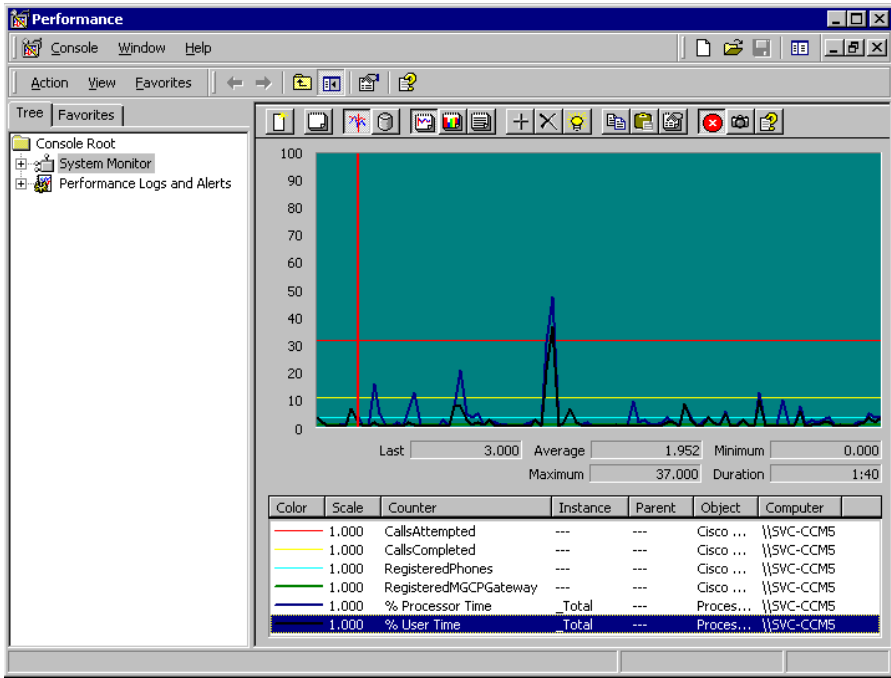 Performance
Console Window Help
Action View Favorites
Tree Favorites
Console Root
System Monitor
Performance Logs and Alerts
100
90
80
70
60
50
40
30
20
10
0
Last 3.000 Average 1.952 Minimum 0.000
Maximum 37.000 Duration 1:40
Color Scale Counter Instance Parent Object Computer
1.000 CallsAttempted --- --- Cisco ... \\SVC-CCM5
1.000 CallsCompleted --- --- Cisco ... \\SVC-CCM5
1.000 RegisteredPhones --- --- Cisco ... \\SVC-CCM5
1.000 RegisteredMGCPGateway --- --- Cisco ... \\SVC-CCM5
1.000 % Processor Time _Total --- Proces... \\SVC-CCM5
1.000 % User Time _Total --- Proces... \\SVC-CCM5